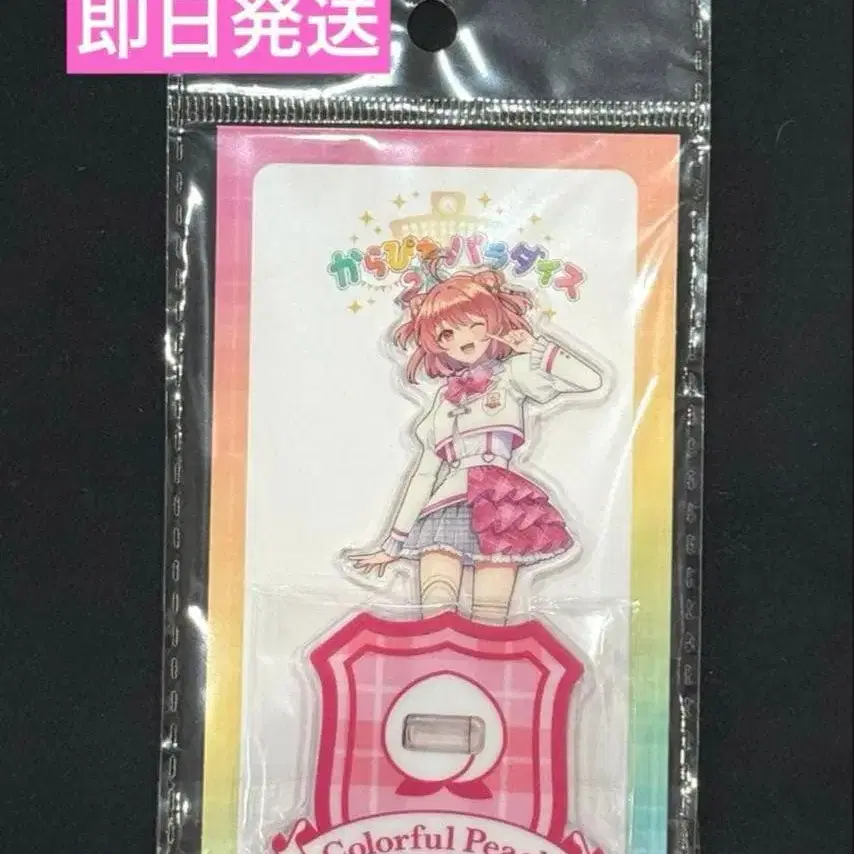 即日発送
からぴちパラダイス
Colorful Peach